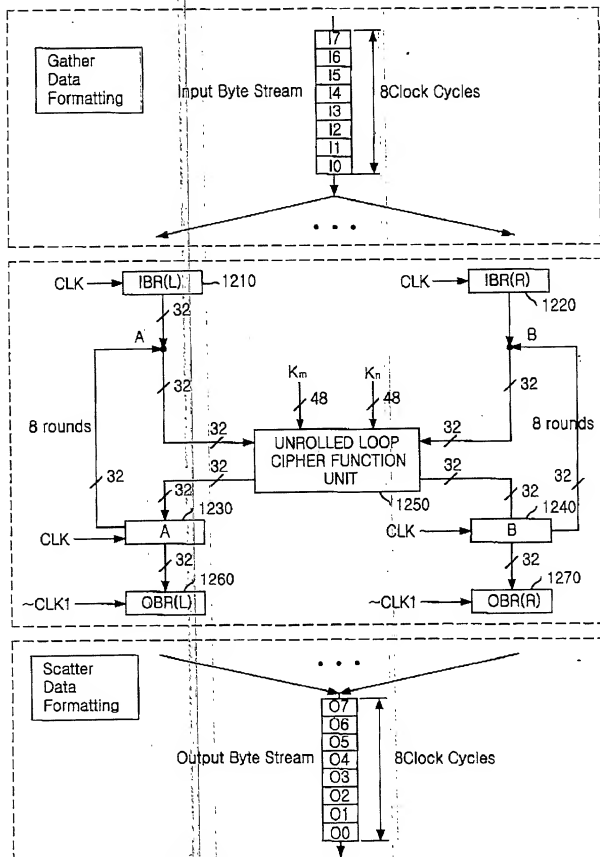 Gather
Data
Formatting
Input Byte Stream
I7
I6
I5
I4
I3
I2
I1
I0
8Clock Cycles
• • •
CLK
IBR(L)
1210
32
A
CLK
IBR(R)
1220
B
32
32
Km
48
Kn
48
8 rounds
32
32
UNROLLED LOOP
CIPHER FUNCTION
UNIT
1250
32
32
8 rounds
32
32
32
32
1230
A
CLK
32
1240
B
CLK
32
1260
OBR(L)
~CLK1
1270
OBR(R)
~CLK1
Scatter
Data
Formatting
• • •
Output Byte Stream
O7
O6
O5
O4
O3
O2
O1
O0
8Clock Cycles